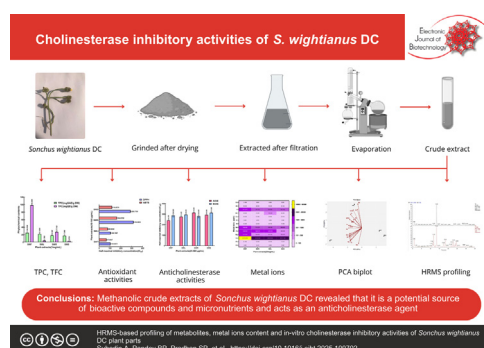 Cholinesterase inhibitory activities of S. wightianus DC
Electronic
Journal of
Biotechnology
Sonchus wightianus DC
Grinded after drying
Extracted after filtration
Evaporation
Crude extract
TPC, TFC
Antioxidant
activities
Anticholinesterase
activities
Metal ions
PCA biplot
HRMS profiling
Conclusions: Methanolic crude extracts of Sonchus wightianus DC revealed that it is a potential source
of bioactive compounds and micronutrients and acts as an anticholinesterase agent
HRMS-based profiling of metabolites, metal ions content and in-vitro cholinesterase inhibitory activities of Sonchus wightianus
DC plant parts